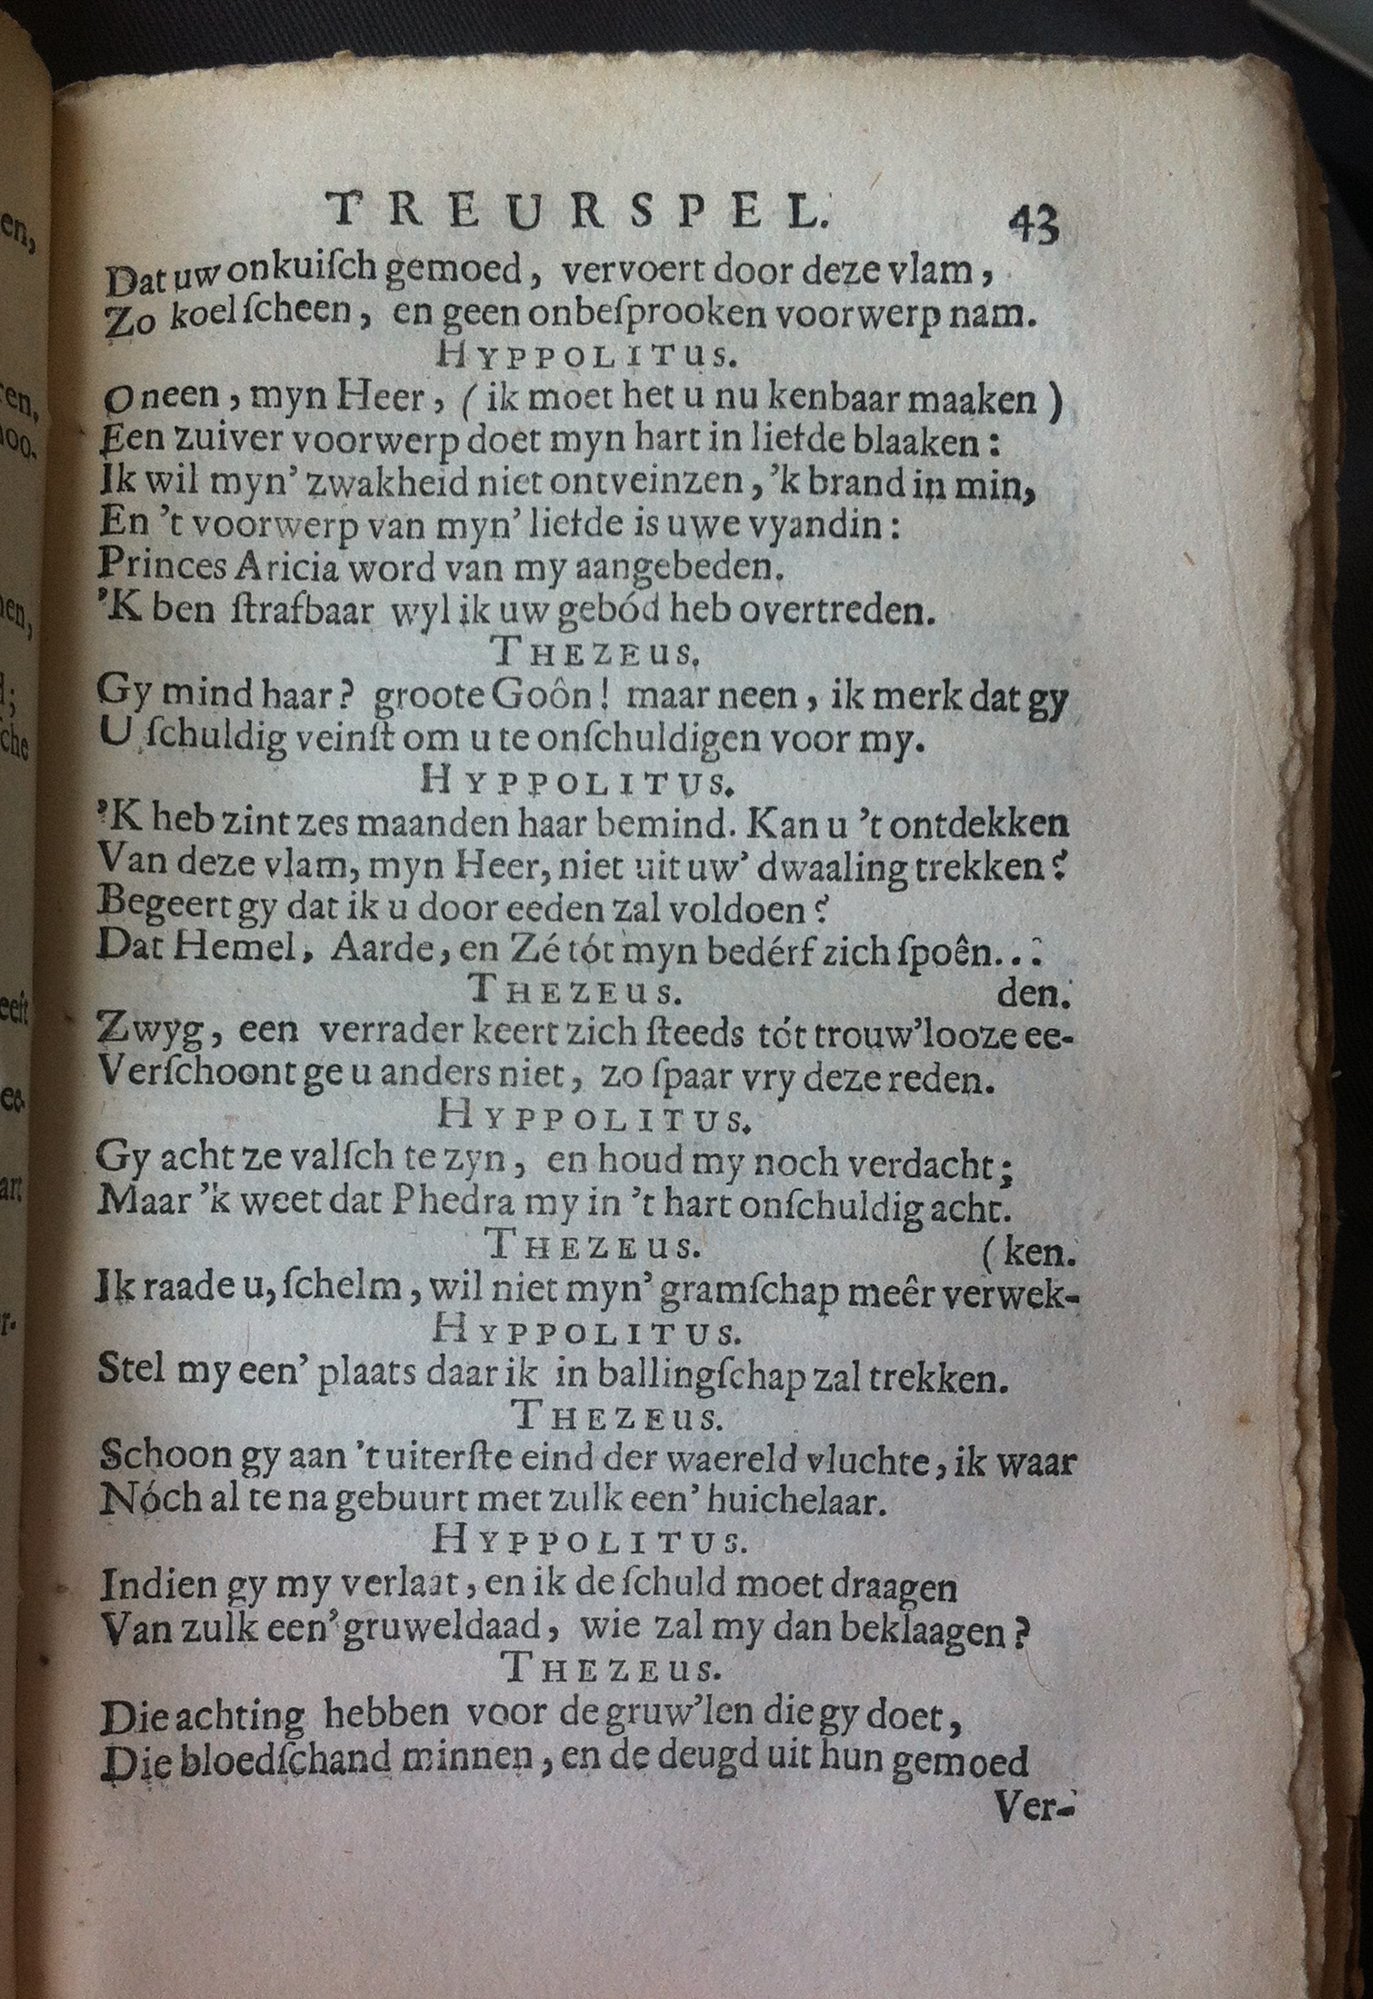 TREURSPEL. 43
Dat uw onkuiſch gemoed, vervoert door deze vlam,
Zo koel ſcheen, en geen onbeſprooken voorwerp nam.
HYPPOLITUS.
O neen, myn Heer, (ik moet het u nu kenbaar maaken)
Een zuiver voorwerp doet myn hart in liefde blaaken:
Ik wil myn' zwakheid niet ontveinzen, 'k brand in min,
En 't voorwerp van myn' liefde is uwe vyandin:
Princes Aricia word van my aangebeden.
'K ben ſtrafbaar wyl ik uw gebód heb overtreden.
THEZEUS.
Gy mind haar? groote Goôn! maar neen, ik merk dat gy
U ſchuldig veinſt om u te onſchuldigen voor my.
HYPPOLITUS.
'K heb zint zes maanden haar bemind. Kan u 't ontdekken
Van deze vlam, myn Heer, niet uit uw' dwaaling trekken?
Begeert gy dat ik u door eeden zal voldoen?
Dat Hemel, Aarde, en Zé tót myn bedérf zich ſpoên...
THEZEUS. den.
Zwyg, een verrader keert zich ſteeds tót trouw'looze ee-
Verſchoont ge u anders niet, zo ſpaar vry deze reden.
HYPPOLITUS.
Gy acht ze valſch te zyn, en houd my noch verdacht;
Maar 'k weet dat Phedra my in 't hart onſchuldig acht.
THEZEUS. (ken.
Ik raade u, ſchelm, wil niet myn' gramſchap meêr verwek-
HYPPOLITUS.
Stel my een' plaats daar ik in ballingſchap zal trekken.
THEZEUS.
Schoon gy aan 't uiterſte eind der waereld vluchte, ik waar
Nóch al te na gebuurt met zulk een' huichelaar.
HYPPOLITUS.
Indien gy my verlaat, en ik de ſchuld moet draagen
Van zulk een' gruweldaad, wie zal my dan beklaagen?
THEZEUS.
Die achting hebben voor de gruw'len die gy doet,
Die bloedſchand minnen, en de deugd uit hun gemoed
Ver-